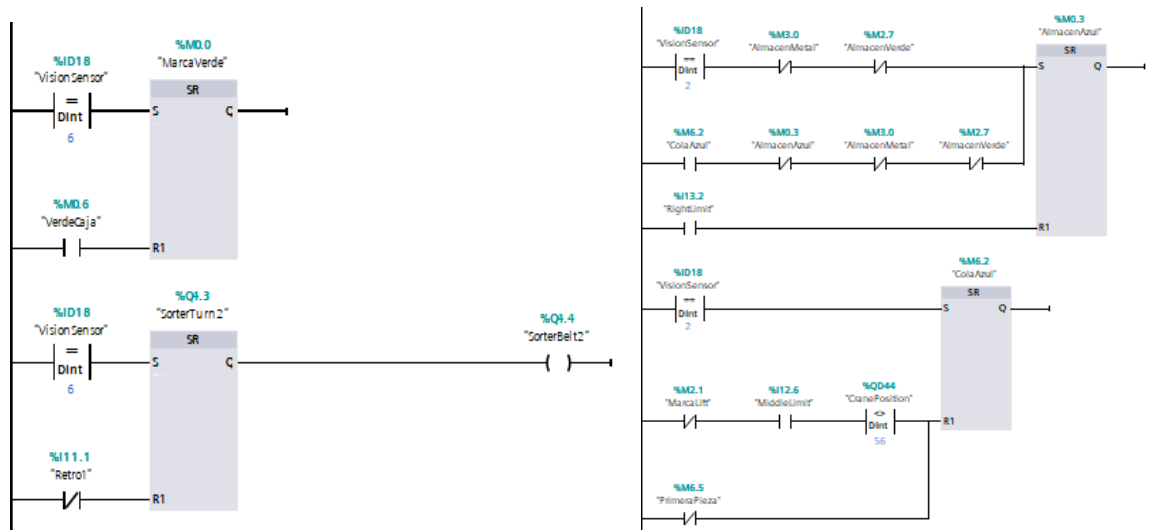 %M0.0
"MarcaVerde"
%ID18
"VisionSensor"
SR
=
DInt
6
S
Q
%M0.6
"VerdeCaja"
R1
%Q4.3
"SorterTurn2"
%ID18
"VisionSensor"
SR
%Q4.4
"SorterBelt2"
=
DInt
6
S
Q
%I11.1
"Retro1"
R1
%M0.3
"AlmacenAzul"
%ID18
"VisionSensor"
%M3.0
"AlmacenMetal"
%M2.7
"AlmacenVerde"
SR
==
DInt
2
S
Q
%M6.2
"ColaAzul"
%M0.3
"AlmacenAzul"
%M3.0
"AlmacenMetal"
%M2.7
"AlmacenVerde"
%I13.2
"RightLimit"
R1
%M6.2
"ColaAzul"
%ID18
"VisionSensor"
SR
==
DInt
2
S
Q
%M2.1
"MarcaLift"
%I12.6
"MiddleLimit"
%QD44
"CranePosition"
<>
DInt
56
R1
%M6.5
"PrimeraPieza"